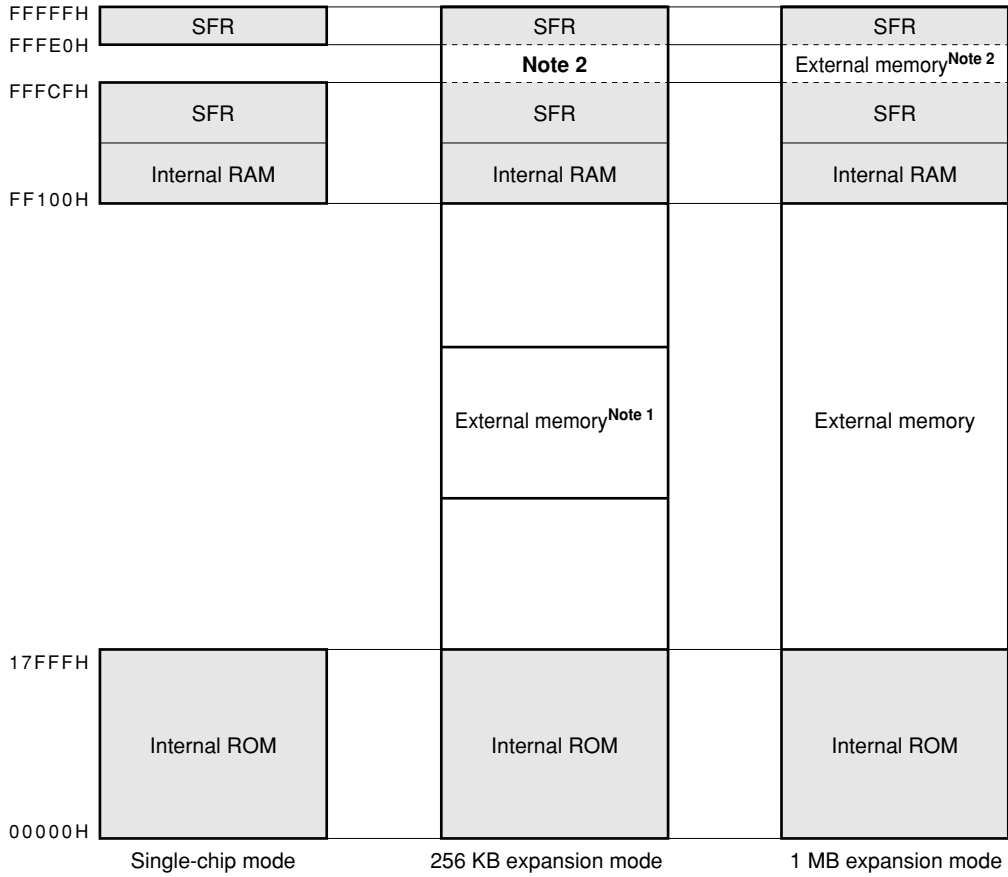 FFFFFH
SFR
SFR
SFR
FFFE0H
Note 2
External memoryNote 2
FFFCFH
SFR
SFR
SFR
Internal RAM
Internal RAM
Internal RAM
FF100H
External memoryNote 1
External memory
17FFFH
Internal ROM
Internal ROM
Internal ROM
00000H
Single-chip mode
256 KB expansion mode
1 MB expansion mode